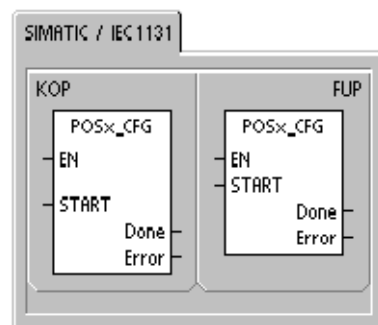 SIMATIC / IEC1131
KOP
POSx_CFG
EN
START
Done
Error
FUP
POSx_CFG
EN
START
Done
Error